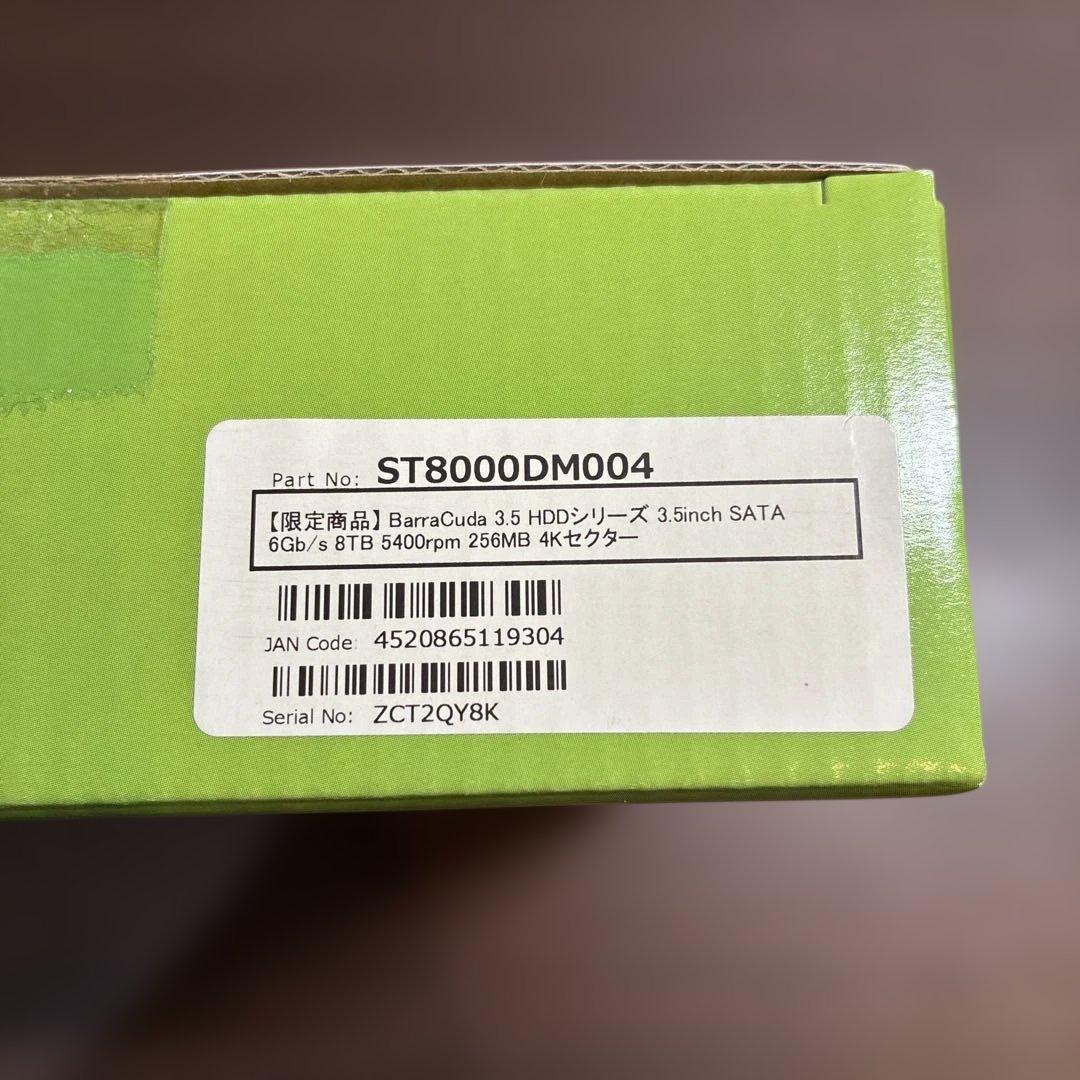 Part No: ST8000DM004
【限定商品】BarraCuda 3.5 HDDシリーズ 3.5inch SATA
6Gb/s 8TB 5400rpm 256MB 4Kセクター
JAN Code: 4520865119304
Serial No: ZCT2QY8K